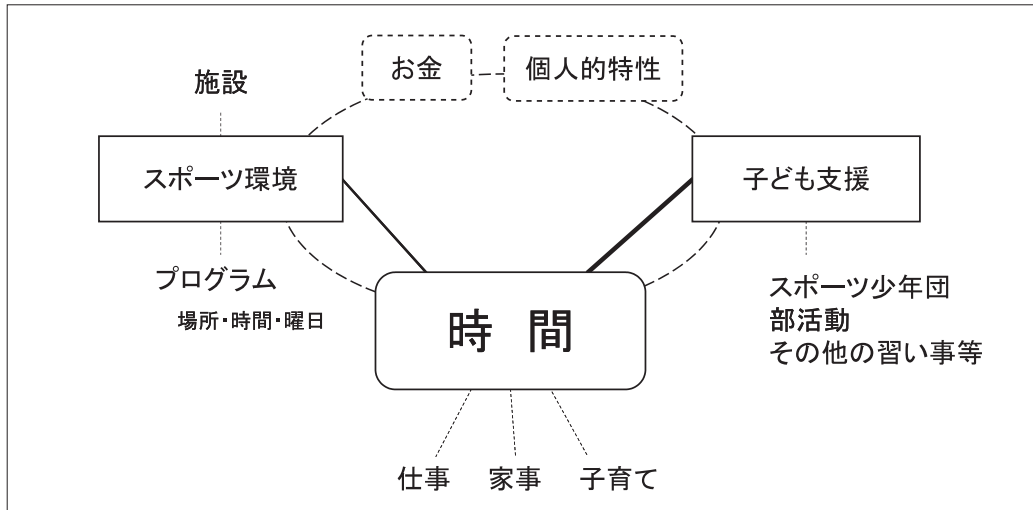 お金
個人的特性
施設
スポーツ環境
子ども支援
プログラム
場所・時間・曜日
スポーツ少年団
部活動
その他の習い事等
時間
仕事
家事
子育て